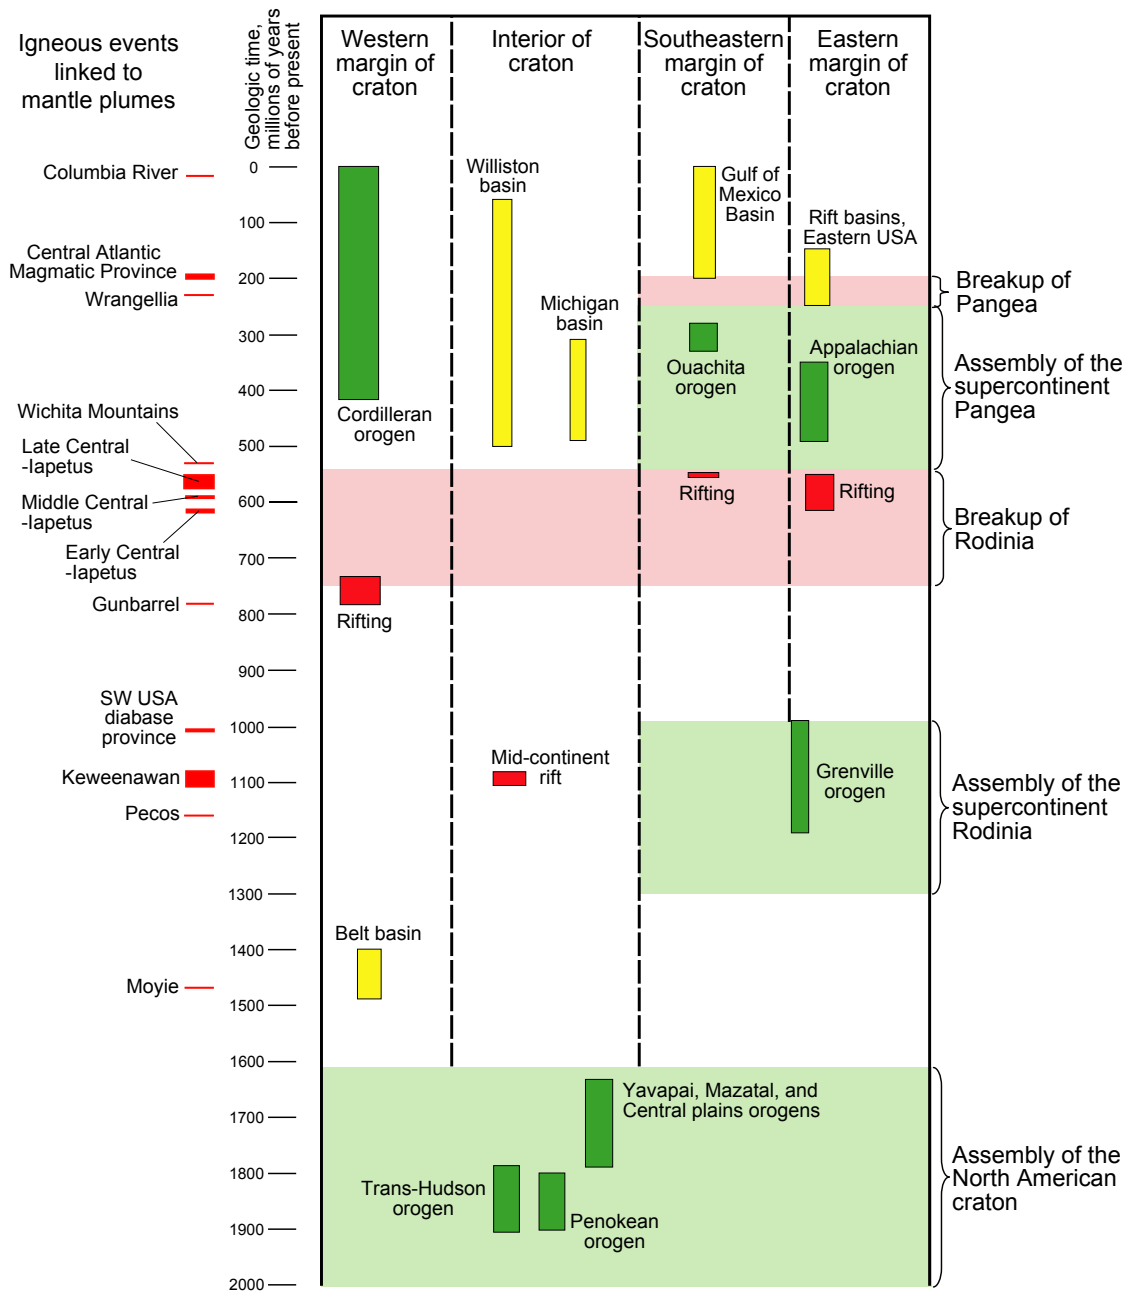 Igneous events
linked to
mantle plumes
Geologic time,
millions of years
before present
Western
margin of
craton
Interior of
craton
Southeastern
margin of
craton
Eastern
margin of
craton
0
100
200
300
400
500
600
700
800
900
1000
1100
1200
1300
1400
1500
1600
1700
1800
1900
2000
Columbia River
Central Atlantic
Magmatic Province
Wrangellia
Wichita Mountains
Late Central
-Iapetus
Middle Central
-Iapetus
Early Central
-Iapetus
Gunbarrel
SW USA
diabase
province
Keweenawan
Pecos
Moyie
Cordilleran
orogen
Rifting
Belt basin
Williston
basin
Michigan
basin
Mid-continent
rift
Gulf of
Mexico
Basin
Ouachita
orogen
Rifting
Rift basins,
Eastern USA
Appalachian
orogen
Rifting
Grenville
orogen
Yavapai, Mazatal, and
Central plains orogens
Trans-Hudson
orogen
Penokean
orogen
Breakup of
Pangea
Assembly of the
supercontinent
Pangea
Breakup of
Rodinia
Assembly of the
supercontinent
Rodinia
Assembly of the
North American
craton